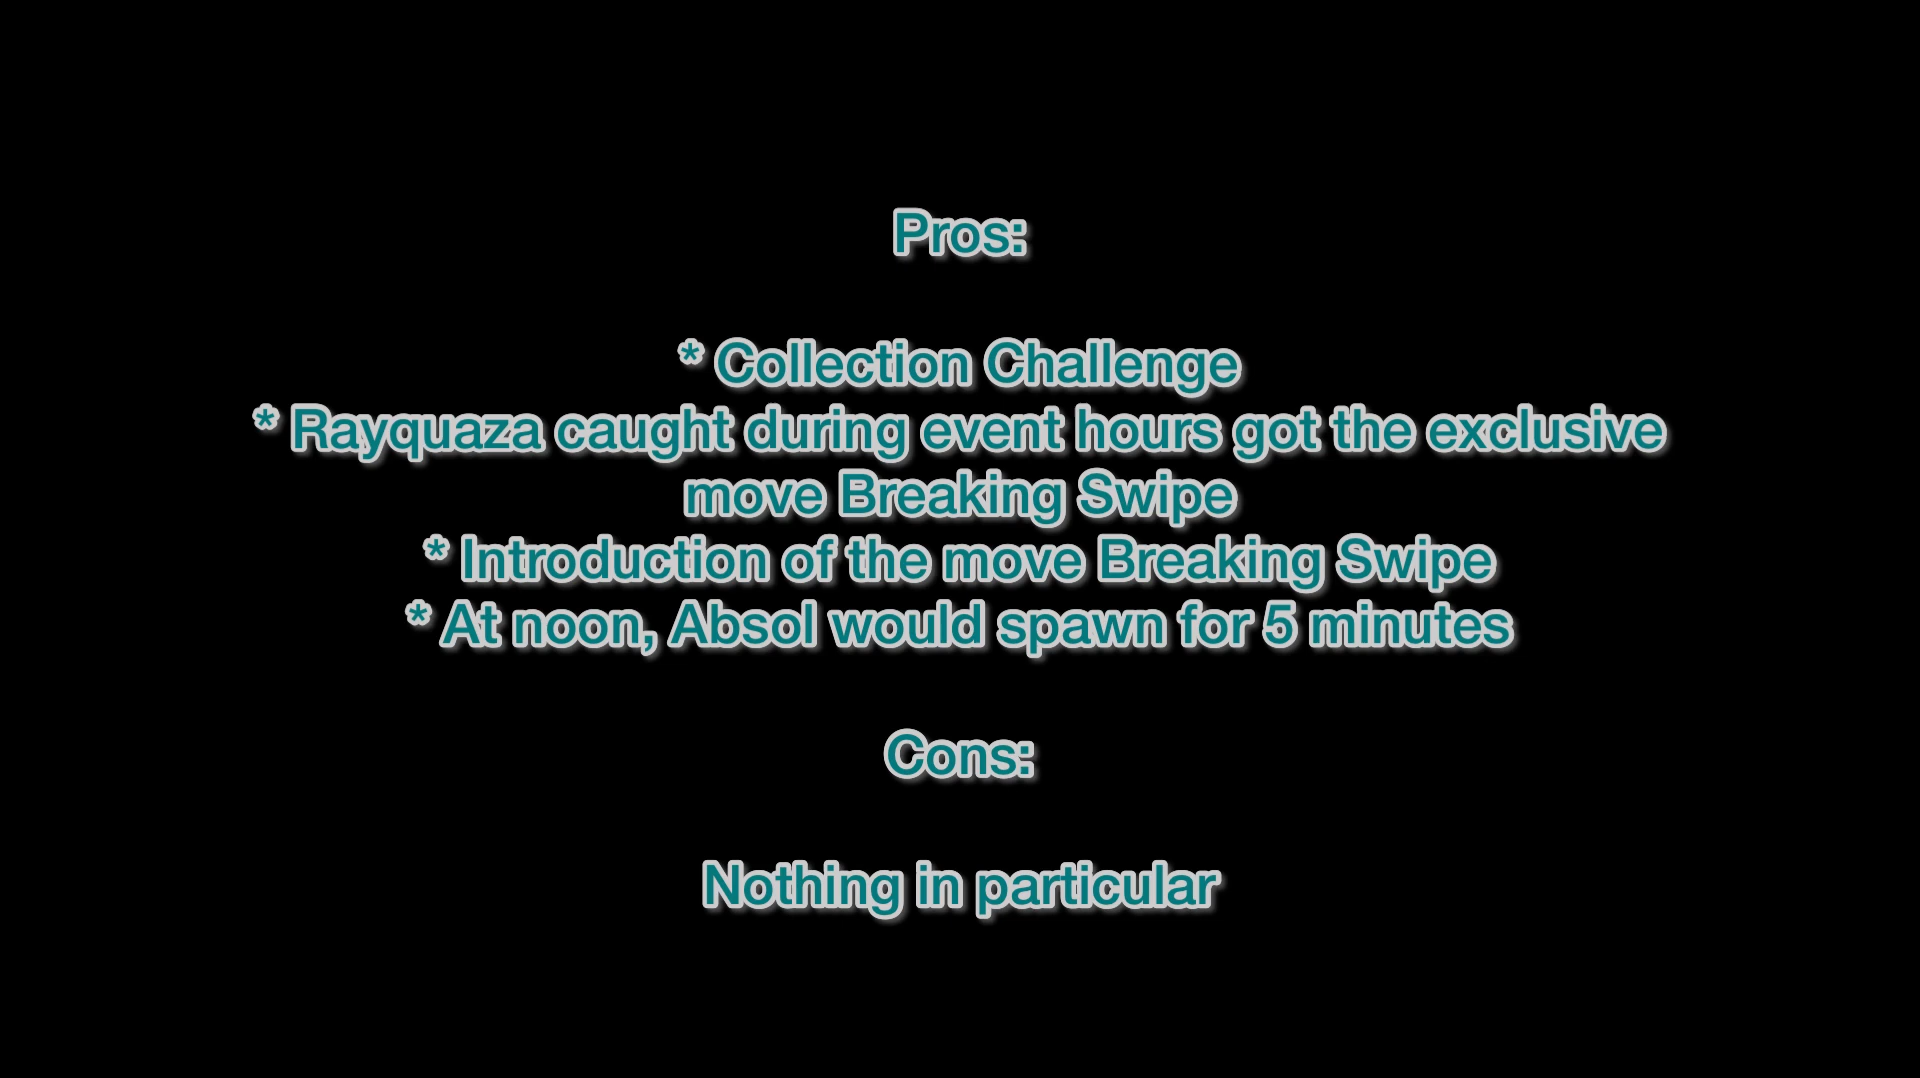 Pros:
* Collection Challenge
* Rayquaza caught during event hours got the exclusive
move Breaking Swipe
* Introduction of the move Breaking Swipe
* At noon, Absol would spawn for 5 minutes
Cons:
Nothing in particular